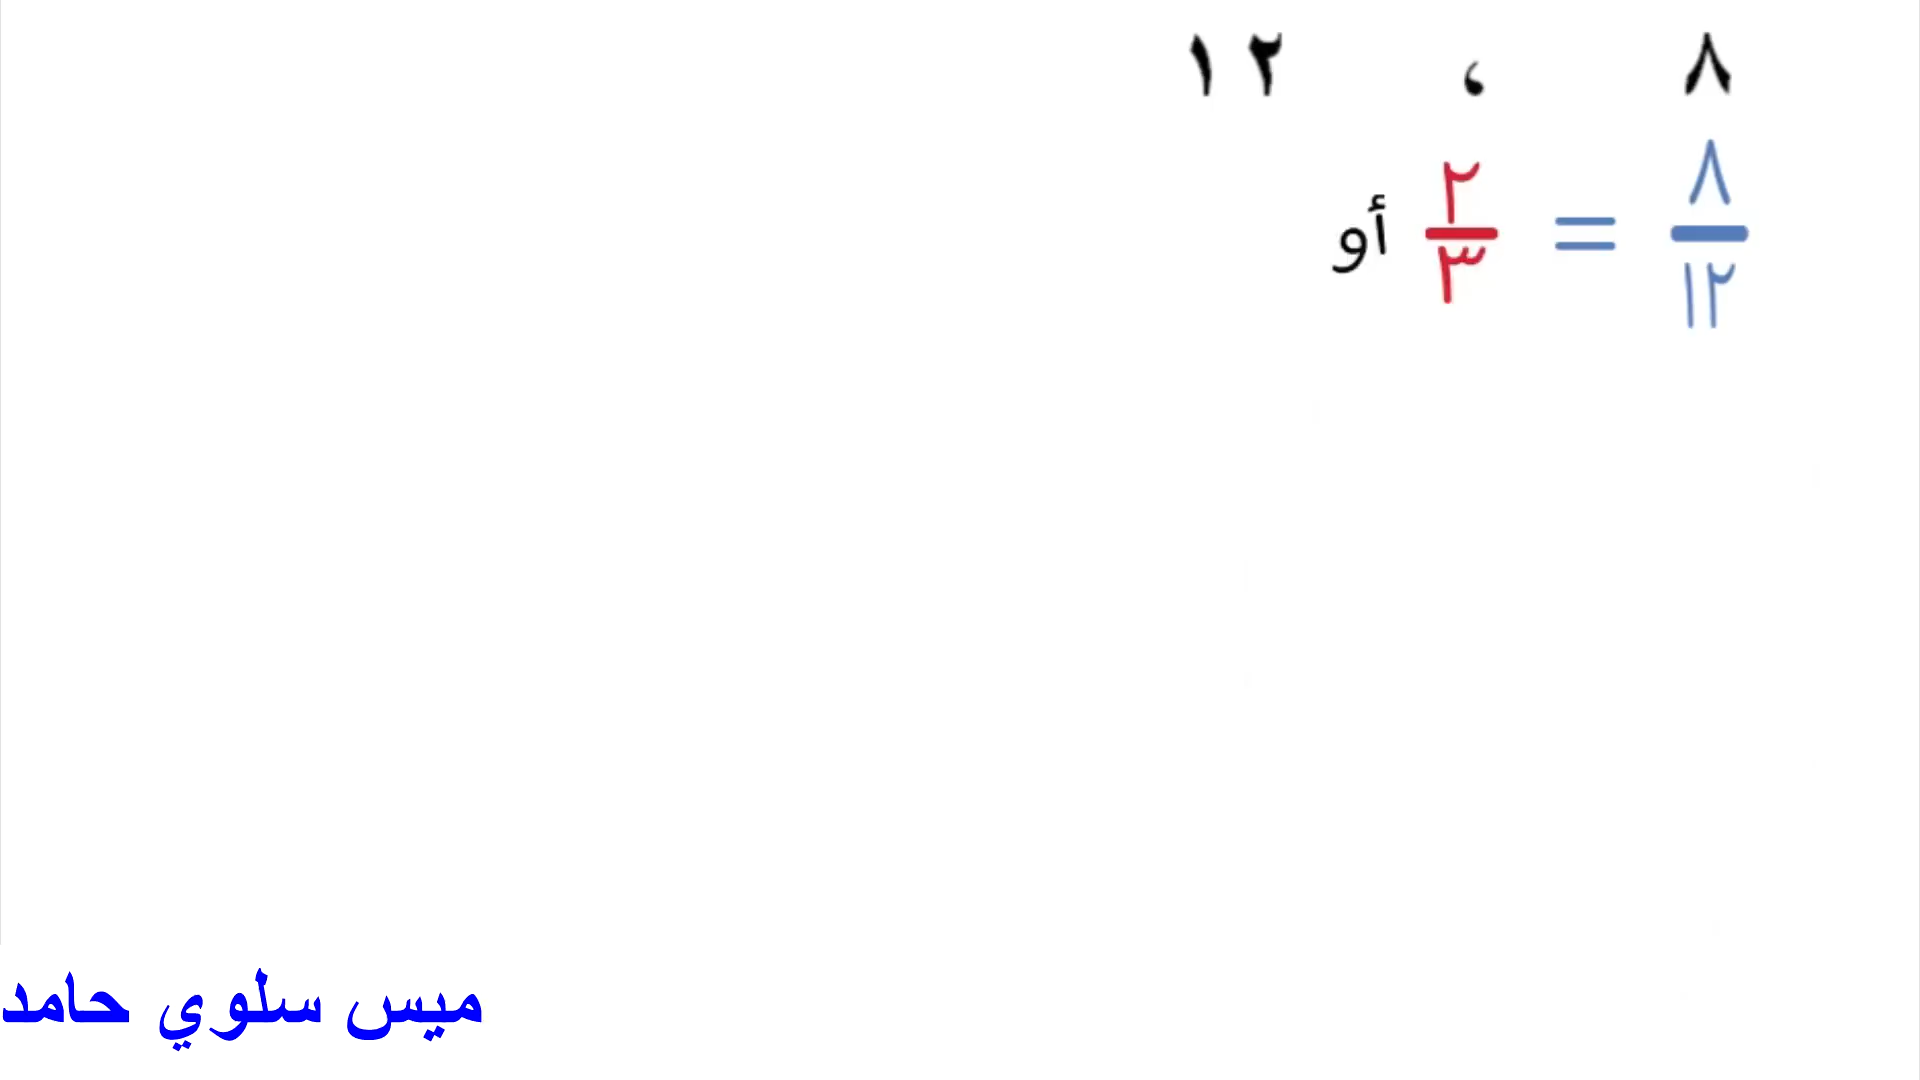 ٨ ، ١٢
٨/١٢ = ٢/٣ أو
ميس سلوي حامد